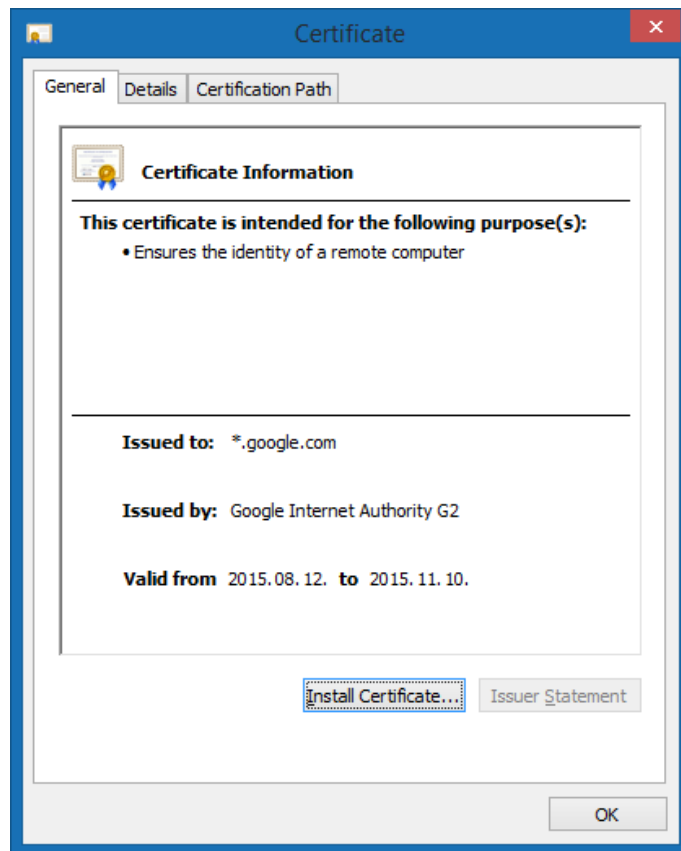 Certificate
General Details Certification Path
Certificate Information
This certificate is intended for the following purpose(s):
• Ensures the identity of a remote computer
Issued to: *.google.com
Issued by: Google Internet Authority G2
Valid from 2015.08.12. to 2015.11.10.
Install Certificate... Issuer Statement
OK